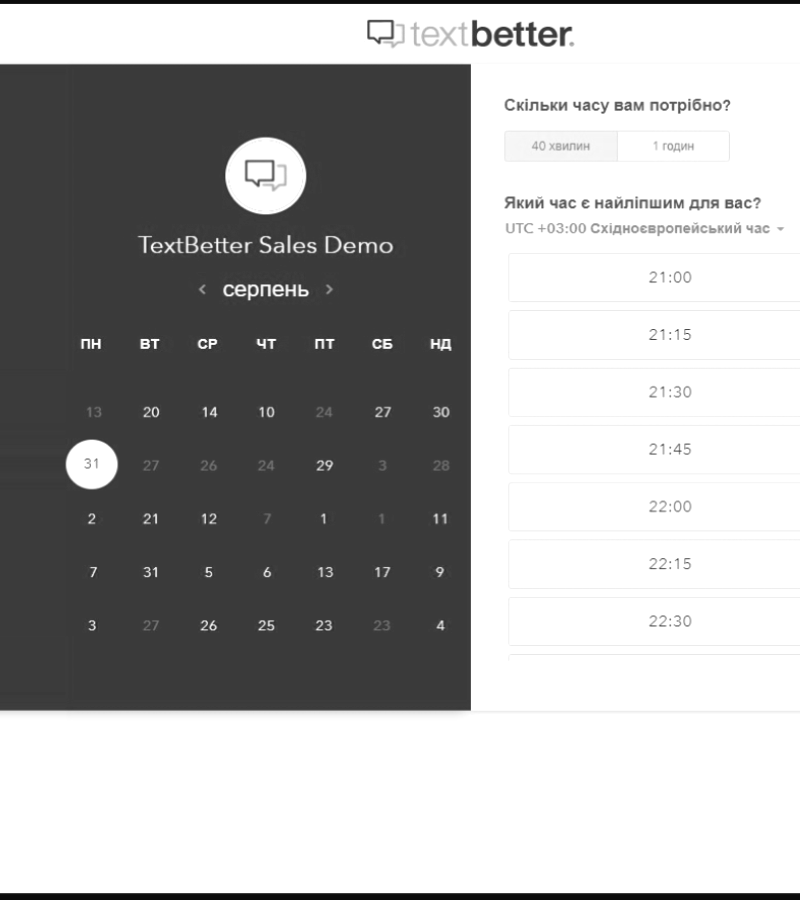 textbetter.
Скільки часу вам потрібно?
40 хвилин 1 годин
Який час є найліпшим для вас?
UTC +03:00 Східноєвропейський час
TextBetter Sales Demo
< серпень >
ПН ВТ СР ЧТ ПТ СБ НД
13 20 14 10 24 27 30
31 27 26 24 29 3 28
2 21 12 7 1 1 11
7 31 5 6 13 17 9
3 27 26 25 23 23 4
21:00
21:15
21:30
21:45
22:00
22:15
22:30